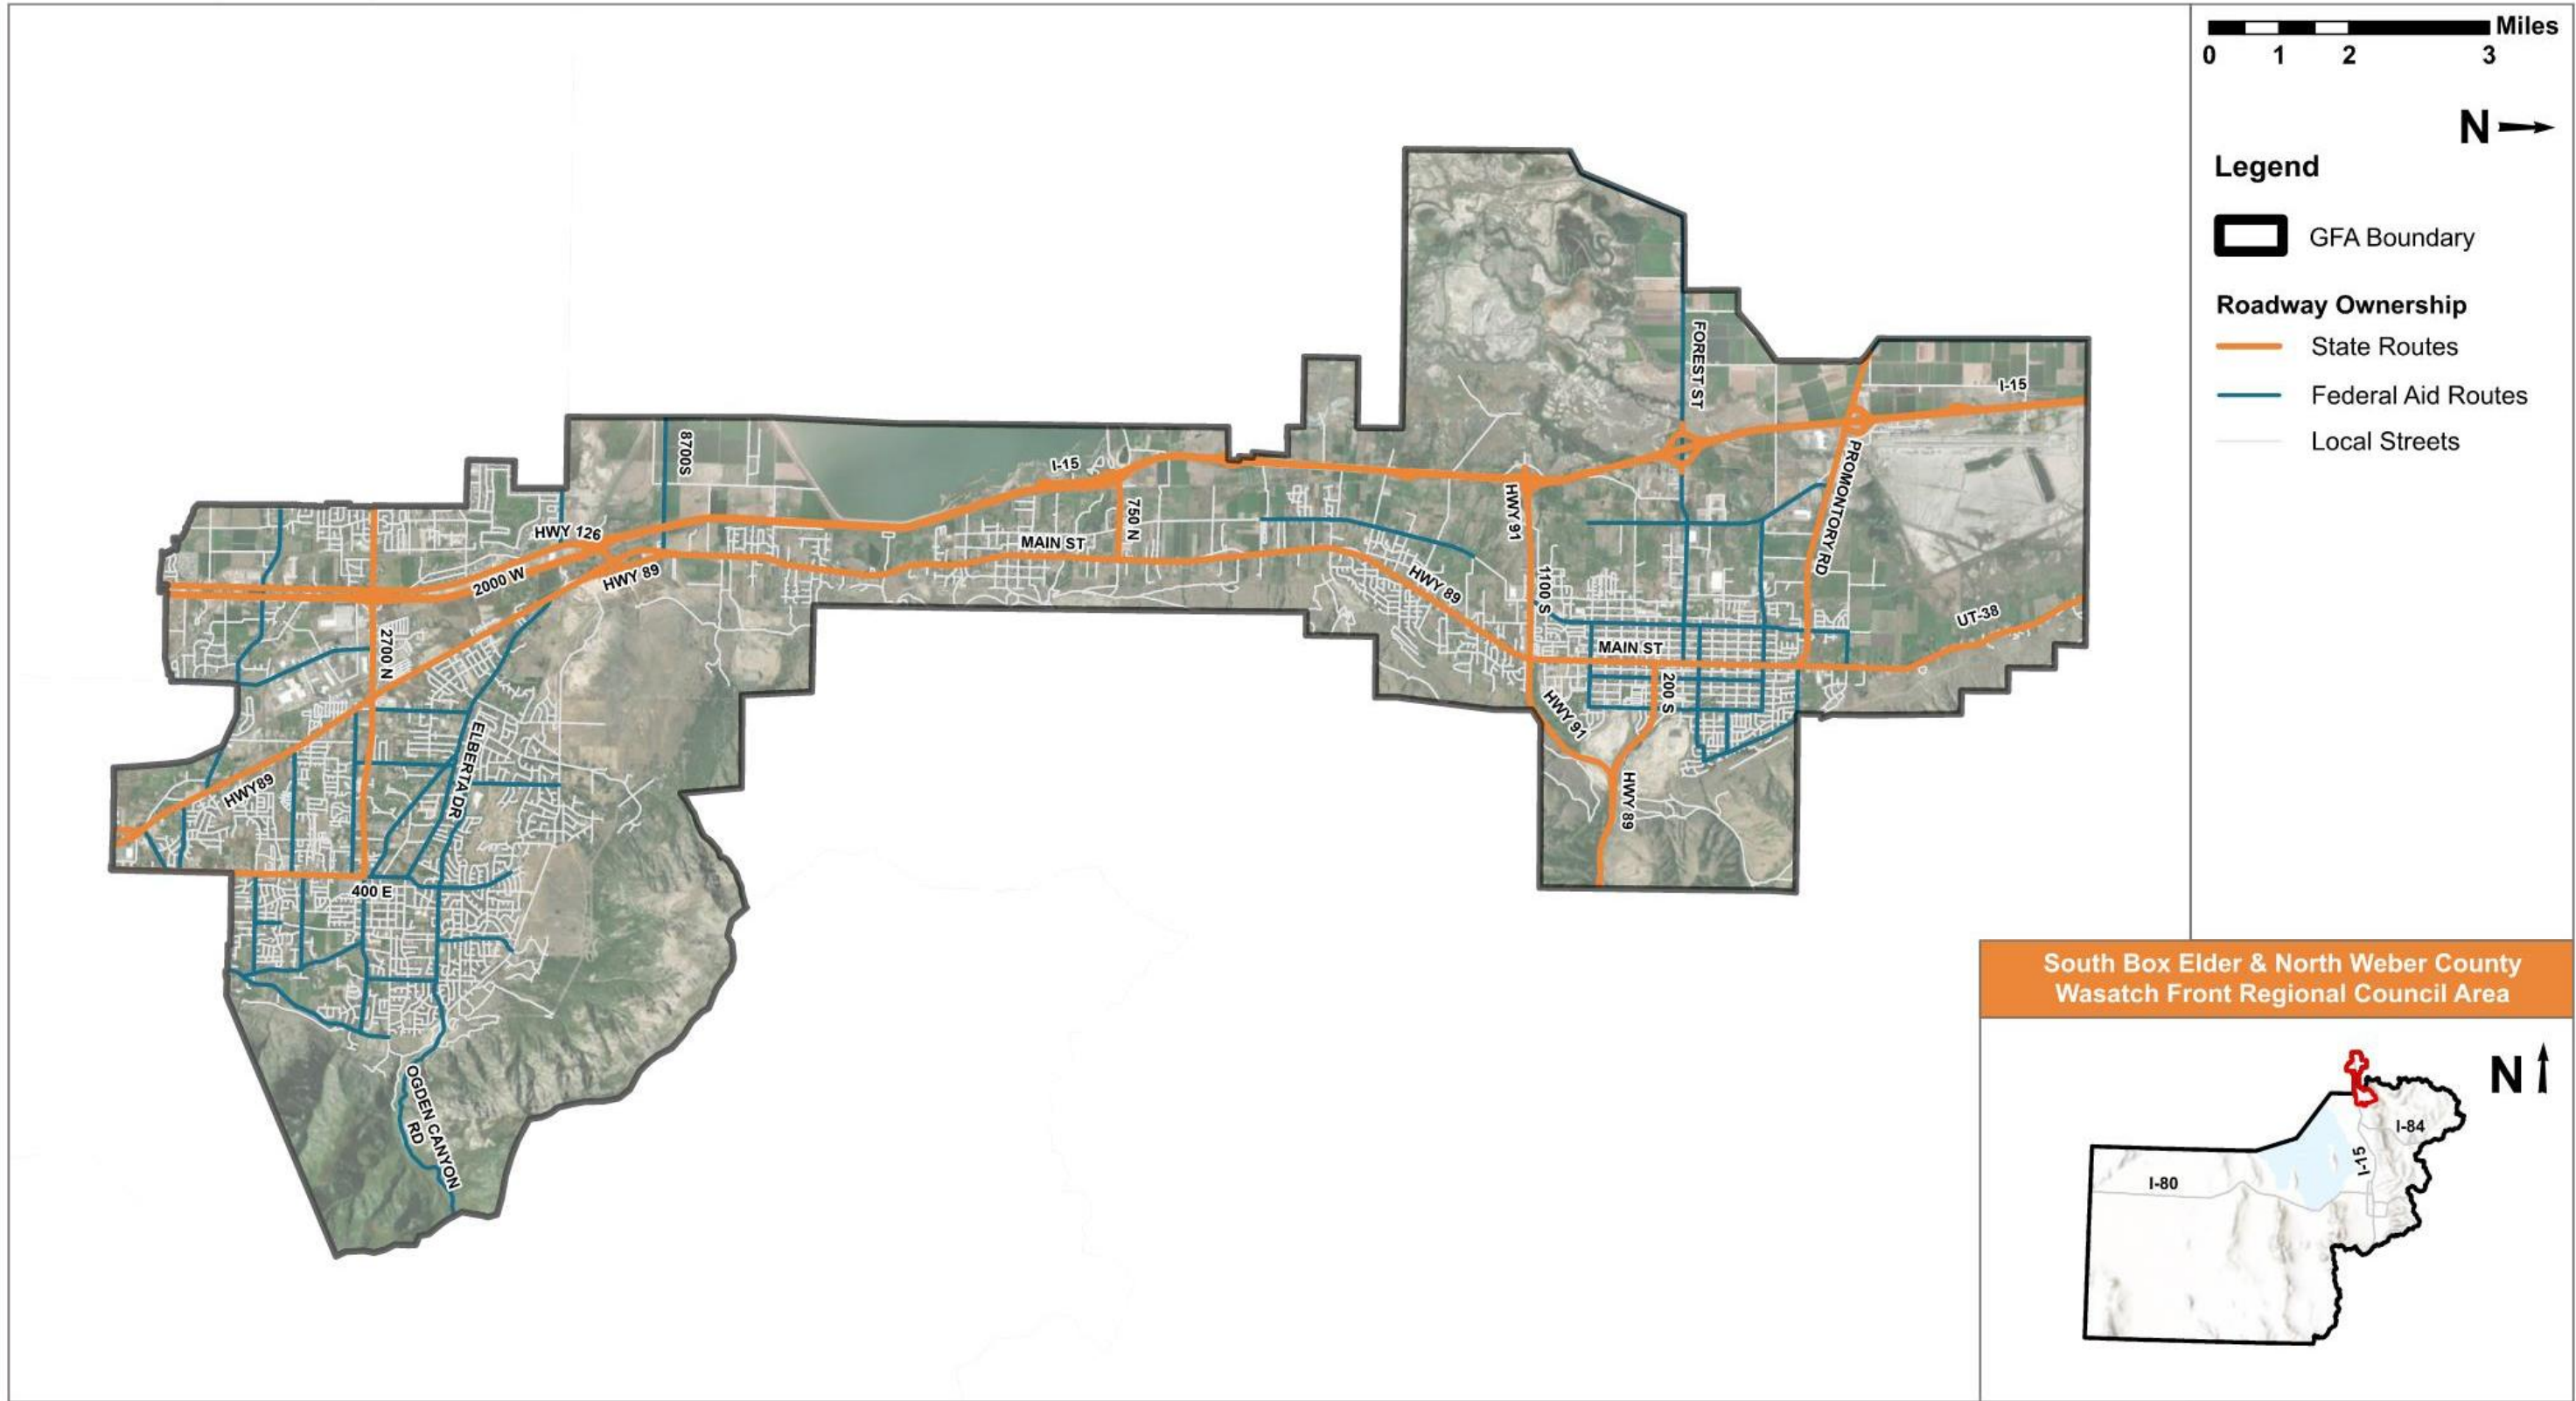 Miles
0 1 2 3
N
Legend
GFA Boundary
Roadway Ownership
State Routes
Federal Aid Routes
Local Streets
FOREST ST
I-15
PROMONTORY RD
8700S
I-15
750 N
MAIN ST
HWY 91
HWY 126
2000 W
HWY 89
HWY 89
1100 S
UT-38
2700 N
MAIN ST
200 S
HWY 91
ELBERTA DR
HWY89
HWY 89
400 E
OGDEN CANYON
RD
South Box Elder & North Weber County
Wasatch Front Regional Council Area
N
I-84
I-15
I-80